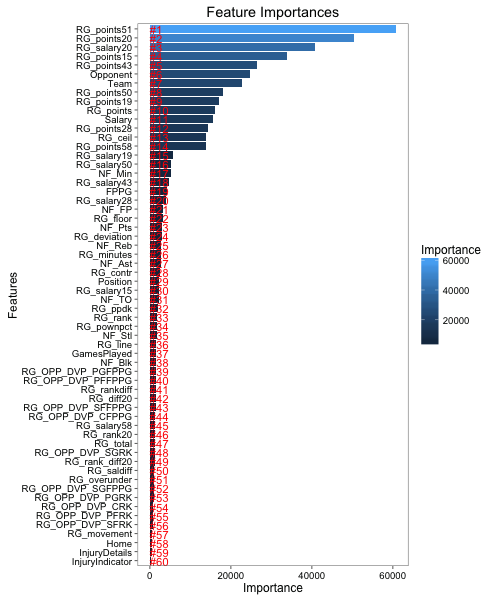 Feature Importances
RG_points51 #1
RG_points20 #2
RG_salary20 #3
RG_points15 #4
RG_points43 #5
Opponent #6
Team #7
RG_points50 #8
RG_points19 #9
RG_points #10
Salary #11
RG_points28 #12
RG_ceil #13
RG_points58 #14
RG_salary19 #15
RG_salary50 #16
NF_Min #17
RG_salary43 #18
FPPG #19
RG_salary28 #20
NF_FP #21
RG_floor #22
NF_Pts #23
RG_deviation #24
NF_Reb #25
RG_minutes #26
NF_Ast #27
RG_contr #28
Position #29
RG_salary15 #30
NF_TO #31
RG_ppdk #32
RG_rank #33
RG_pownpct #34
NF_Stl #35
RG_line #36
GamesPlayed #37
NF_Blk #38
RG_OPP_DVP_PGFPPG #39
RG_OPP_DVP_PFFPPG #40
RG_rankdiff #41
RG_diff20 #42
RG_OPP_DVP_SFFPPG #43
RG_OPP_DVP_CFPPG #44
RG_salary58 #45
RG_rank20 #46
RG_total #47
RG_OPP_DVP_SGRK #48
RG_rank_diff20 #49
RG_saldiff #50
RG_overunder #51
RG_OPP_DVP_SGFPPG #52
RG_OPP_DVP_PGRK #53
RG_OPP_DVP_CRK #54
RG_OPP_DVP_PFRK #55
RG_OPP_DVP_SFRK #56
RG_movement #57
Home #58
InjuryDetails #59
InjuryIndicator #60
0 20000 40000 60000
Importance
Features
Importance
60000
40000
20000